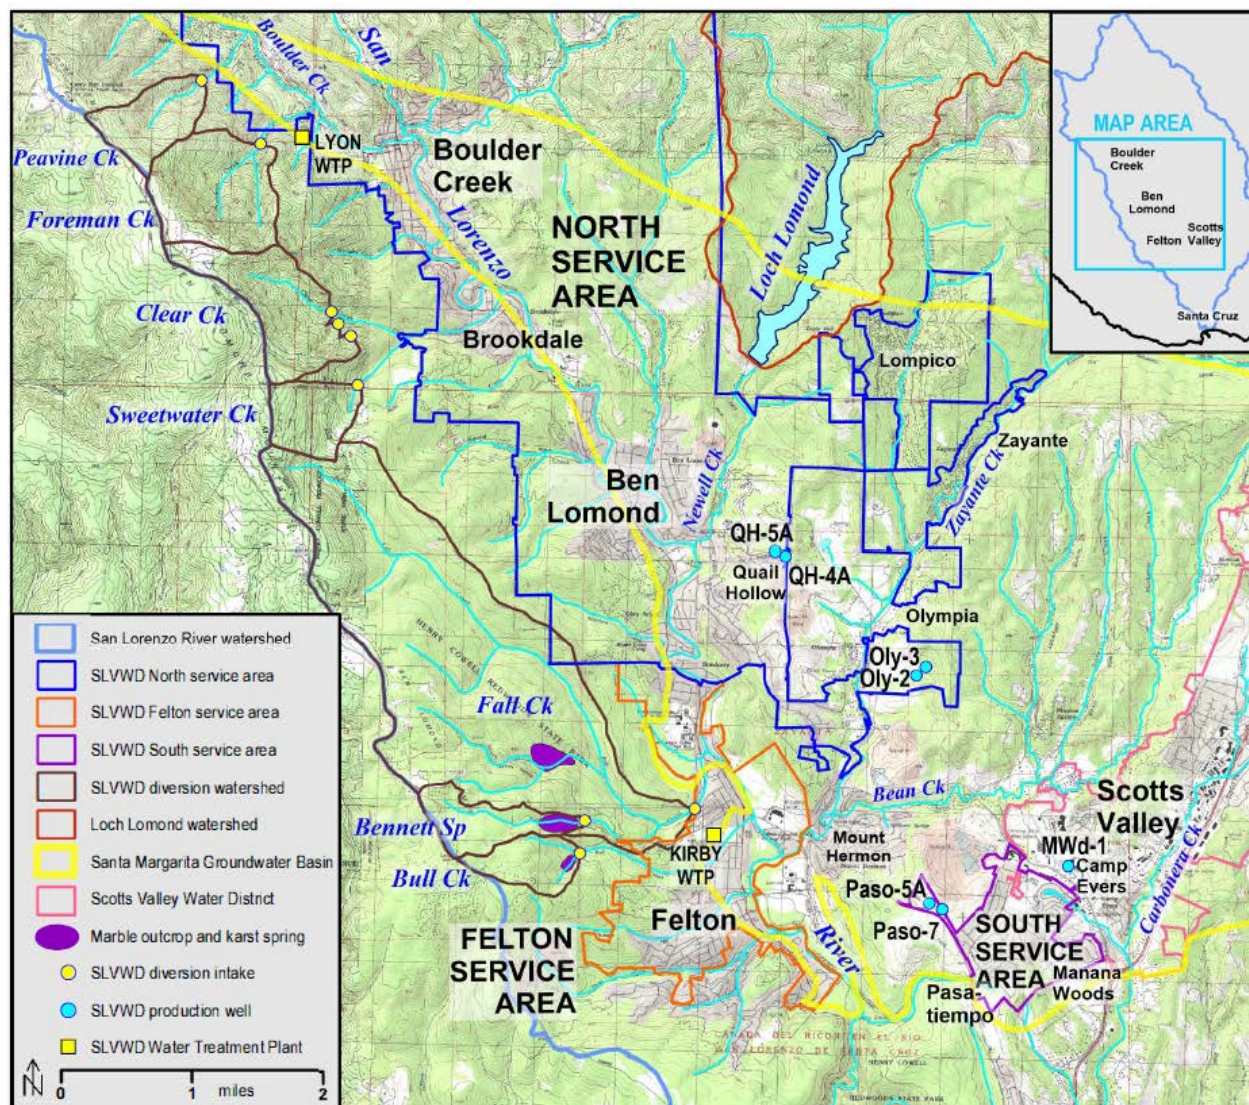 San
Boulder Ck
MAP AREA
Boulder
Creek
Ben
Lomond
Scotts
Felton Valley
Santa Cruz
Peavine Ck
LYON
WTP
Boulder
Creek
Foreman Ck
Lorenzo
NORTH
SERVICE
AREA
Loch Lomond
Clear Ck
Brookdale
Lompico
Sweetwater Ck
Zayante
Zayante Ck
Ben
Lomond
Newell Ck
QH-5A
QH-4A
Quail
Hollow
Olympia
Oly-3
Oly-2
Fall Ck
Bean Ck
Scotts
Valley
Bennett Sp
Bull Ck
KIRBY
WTP
Mount
Hermon
MWd-1
Camp
Evers
Carbonera Ck
Paso-5A
Paso-7
Felton
River
FELTON
SERVICE
AREA
SOUTH
SERVICE
AREA
Manana
Woods
Pasa-
tiempo
HENRY COWELL
San Lorenzo River watershed
SLVWD North service area
SLVWD Felton service area
SLVWD South service area
SLVWD diversion watershed
Loch Lomond watershed
Santa Margarita Groundwater Basin
Scotts Valley Water District
Marble outcrop and karst spring
SLVWD diversion intake
SLVWD production well
SLVWD Water Treatment Plant
N
0 1 2
miles